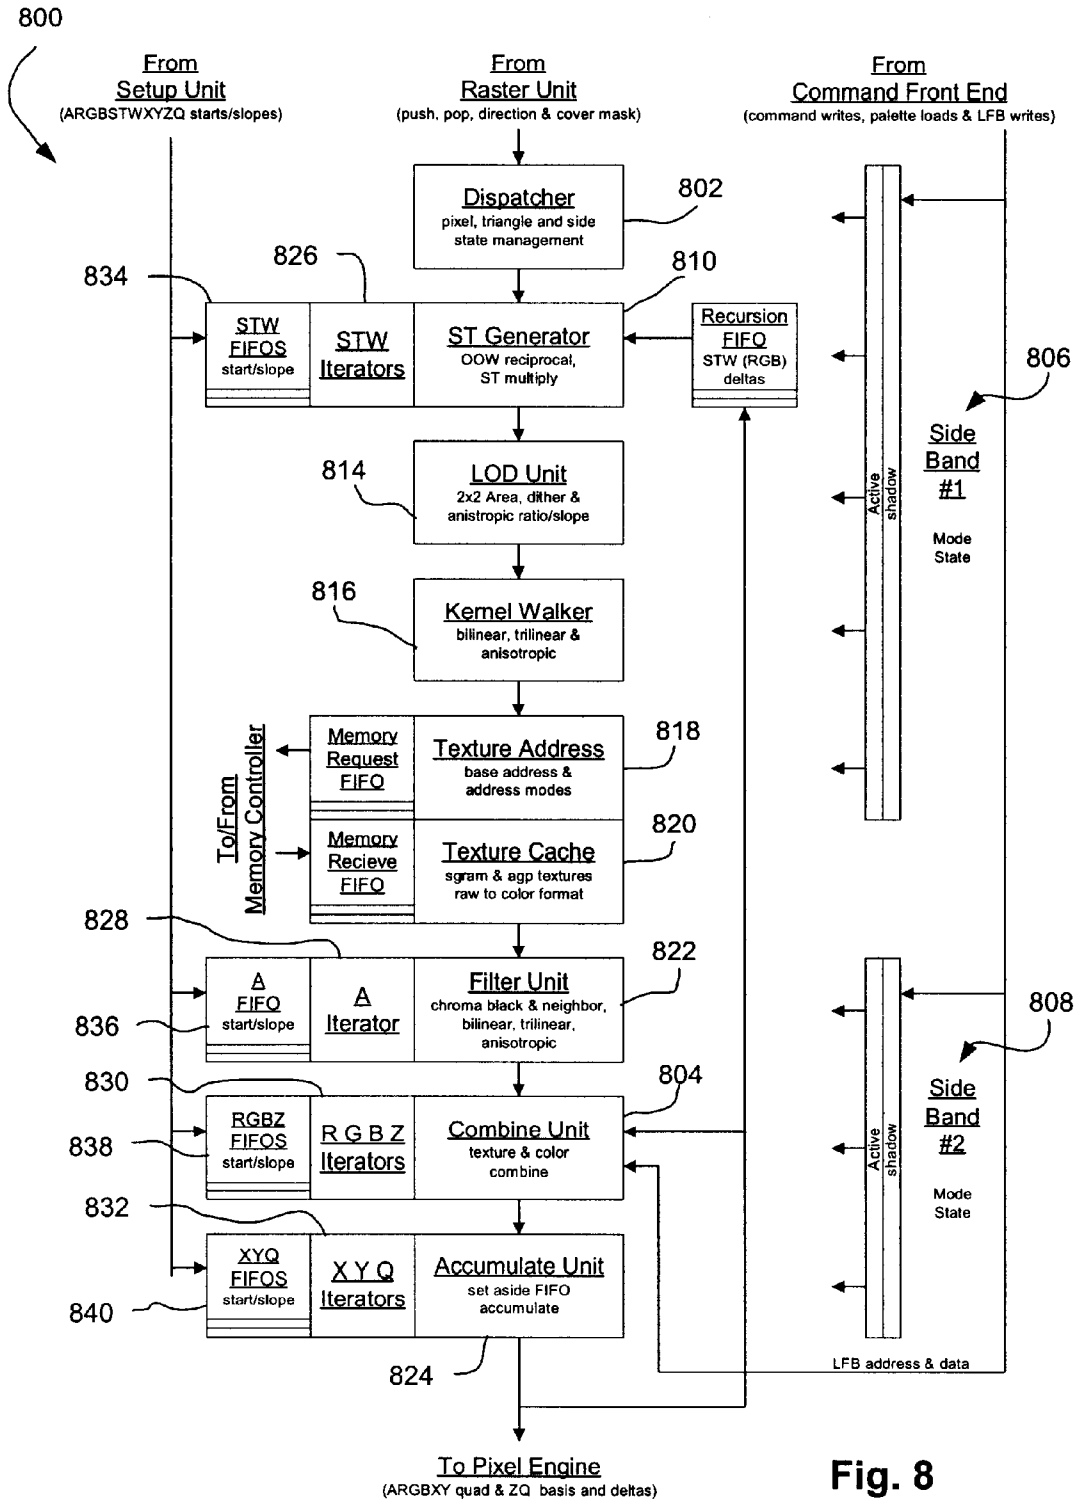 800
From
Setup Unit
(ARGBSTWXYZQ starts/slopes)
From
Raster Unit
(push, pop, direction & cover mask)
From
Command Front End
(command writes, palette loads & LFB writes)
Dispatcher
pixel, triangle and side
state management
802
834
826
810
STW
FIFOS
start/slope
STW
Iterators
ST Generator
OOW reciprocal,
ST multiply
Recursion
FIFO
STW (RGB)
deltas
806
Side
Band
#1
Mode
State
Active
shadow
814
LOD Unit
2x2 Area, dither &
anistropic ratio/slope
816
Kernel Walker
bilinear, trilinear &
anisotropic
To/From
Memory Controller
Memory
Request
FIFO
Texture Address
base address &
address modes
818
Memory
Recieve
FIFO
Texture Cache
sgram & agp textures
raw to color format
820
828
A
FIFO
start/slope
836
A
Iterator
Filter Unit
chroma black & neighbor,
bilinear, trilinear,
anisotropic
822
808
Side
Band
#2
Mode
State
Active
shadow
830
RGBZ
FIFOS
start/slope
838
R G B Z
Iterators
Combine Unit
texture & color
combine
804
832
XYQ
FIFOS
start/slope
840
X Y Q
Iterators
Accumulate Unit
set aside FIFO
accumulate
824
LFB address & data
To Pixel Engine
(ARGBXY quad & ZQ basis and deltas)
Fig. 8